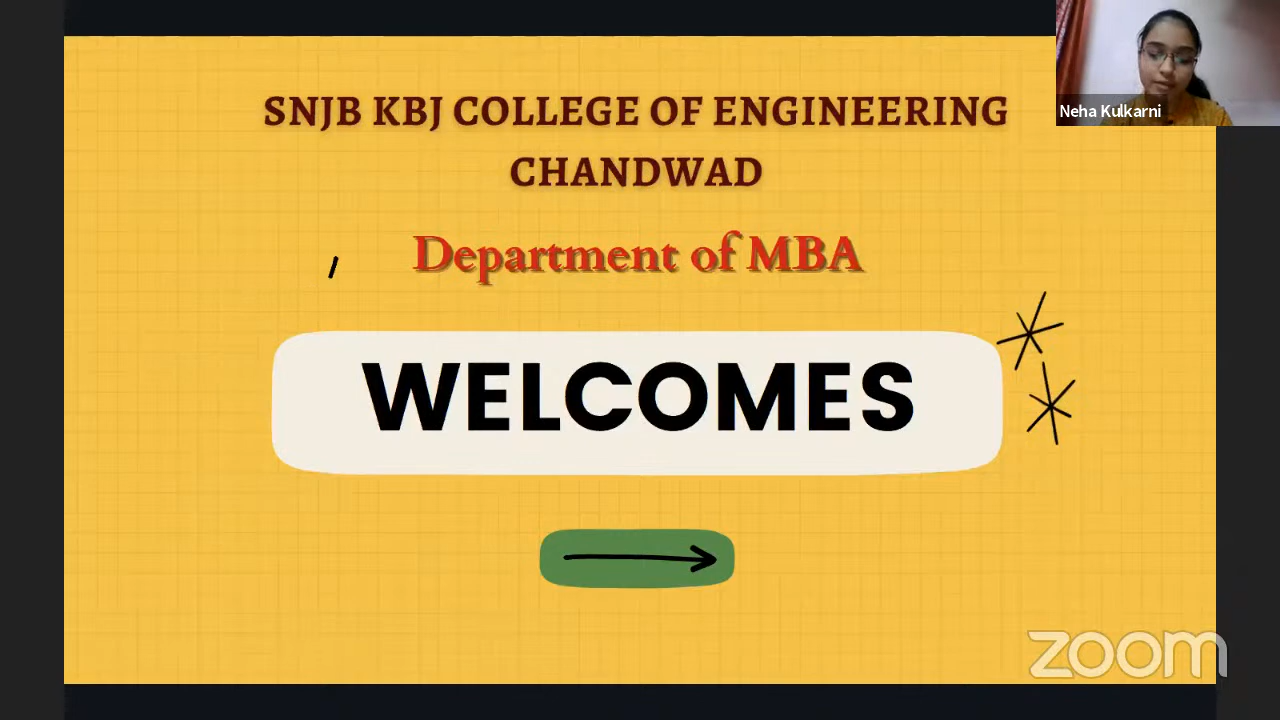 SNJB KBJ COLLEGE OF ENGINEERING
CHANDWAD
Neha Kulkarni
Department of MBA
WELCOMES
zoom